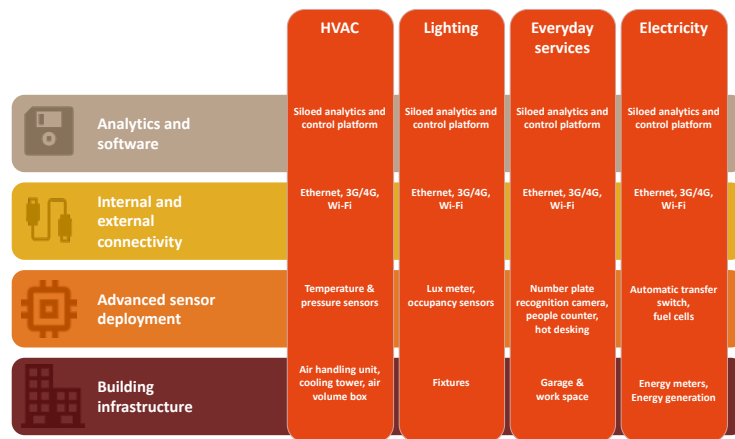 HVAC
Lighting
Everyday
services
Electricity
Analytics and
software
Siloed analytics and
control platform
Siloed analytics and
control platform
Siloed analytics and
control platform
Siloed analytics and
control platform
Internal and
external
connectivity
Ethernet, 3G/4G,
Wi-Fi
Ethernet, 3G/4G,
Wi-Fi
Ethernet, 3G/4G,
Wi-Fi
Ethernet, 3G/4G,
Wi-Fi
Advanced sensor
deployment
Temperature &
pressure sensors
Lux meter,
occupancy sensors
Number plate
recognition camera,
people counter,
hot desking
Automatic transfer
switch,
fuel cells
Building
infrastructure
Air handling unit,
cooling tower, air
volume box
Fixtures
Garage &
work space
Energy meters,
Energy generation